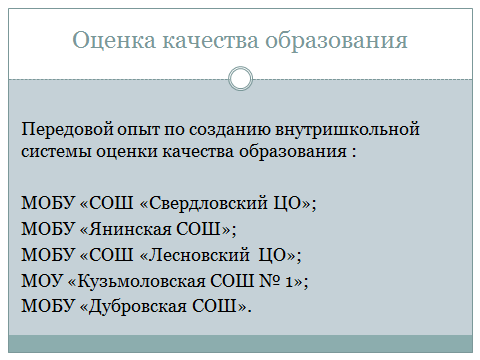 Оценка качества образования
Передовой опыт по созданию внутришкольной
системы оценки качества образования :
МОБУ «СОШ «Свердловский ЦО»;
МОБУ «Янинская СОШ»;
МОБУ «СОШ «Лесновский  ЦО»;
МОУ «Кузьмоловская СОШ № 1»;
МОБУ «Дубровская СОШ».